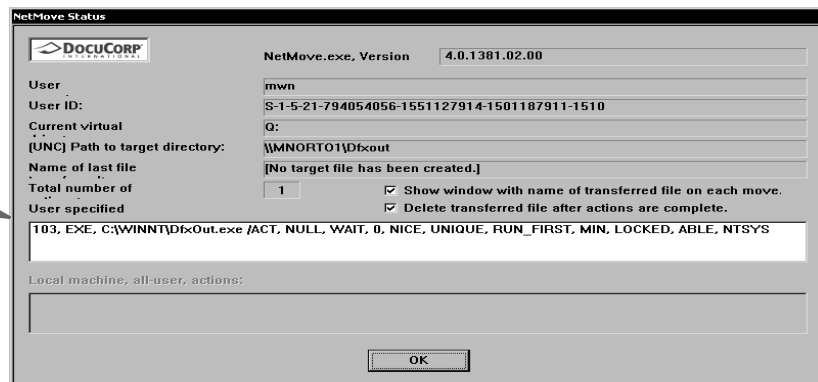 NetMove Status
DOCUCORP
INTERNATIONAL
NetMove.exe, Version 4.0.1381.02.00
User mwn
User ID: S-1-5-21-794054056-1551127914-1501187911-1510
Current virtual Q:
(UNC) Path to target directory: \\MNORTO1\Dfxout
Name of last file [No target file has been created.]
Total number of 1 Show window with name of transferred file on each move.
User specified Delete transferred file after actions are complete.
103, EXE, C:\WINNT\DfxOut.exe /ACT, NULL, WAIT, 0, NICE, UNIQUE, RUN_FIRST, MIN, LOCKED, ABLE, NTSYS
Local machine, all-user, actions:
OK